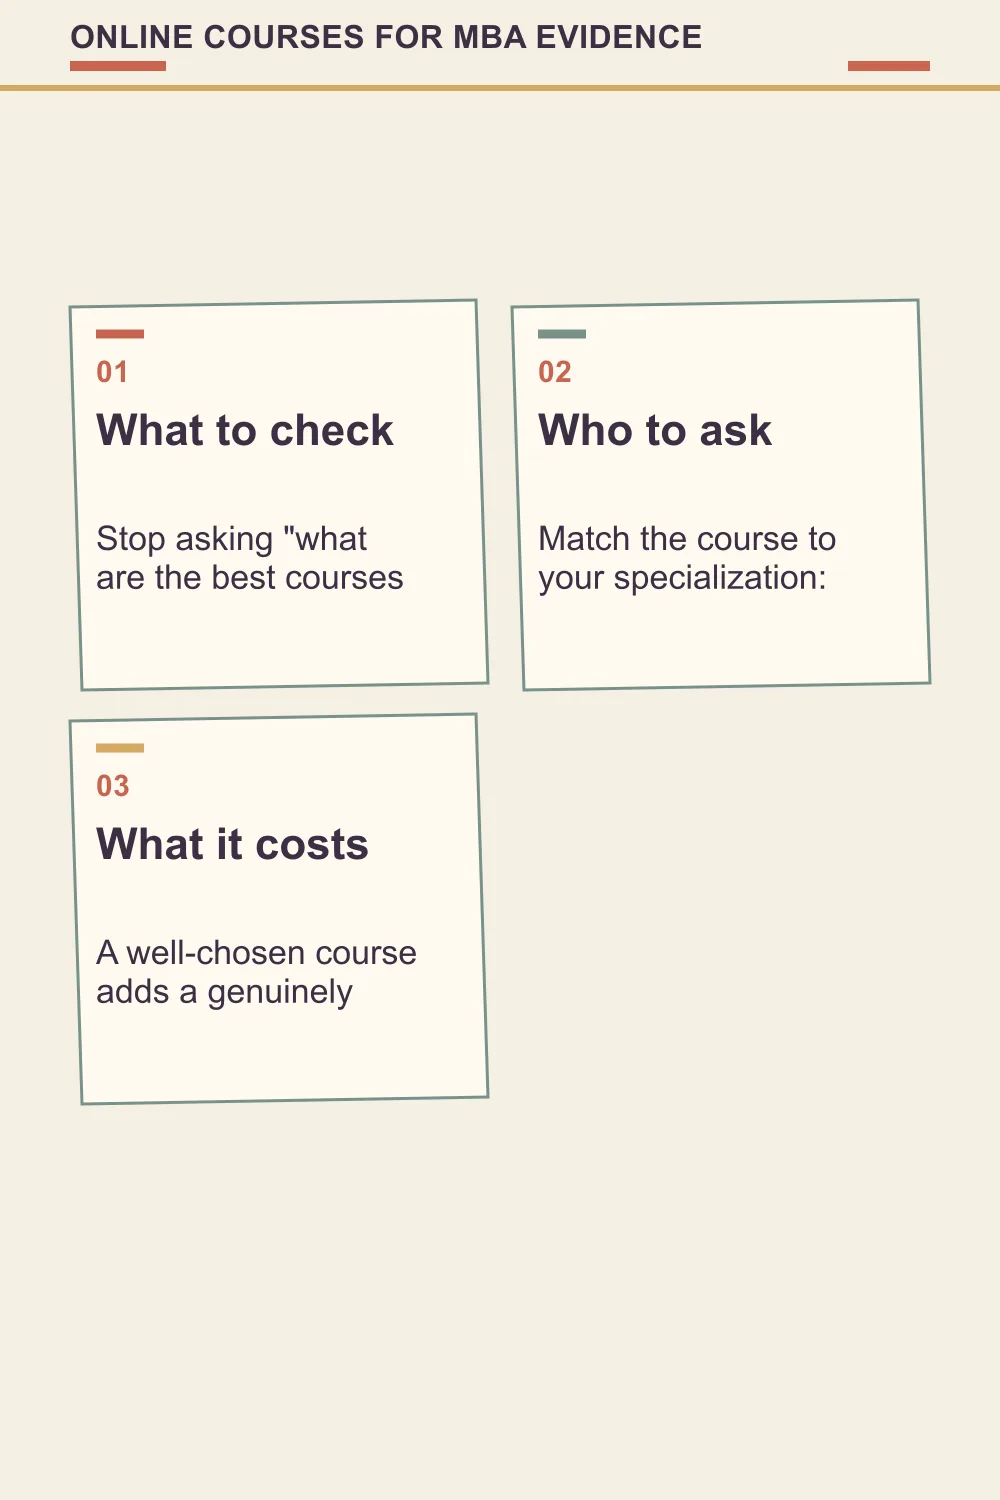 ONLINE COURSES FOR MBA EVIDENCE
01
What to check
Stop asking "what
are the best courses
02
Who to ask
Match the course to
your specialization:
03
What it costs
A well-chosen course
adds a genuinely